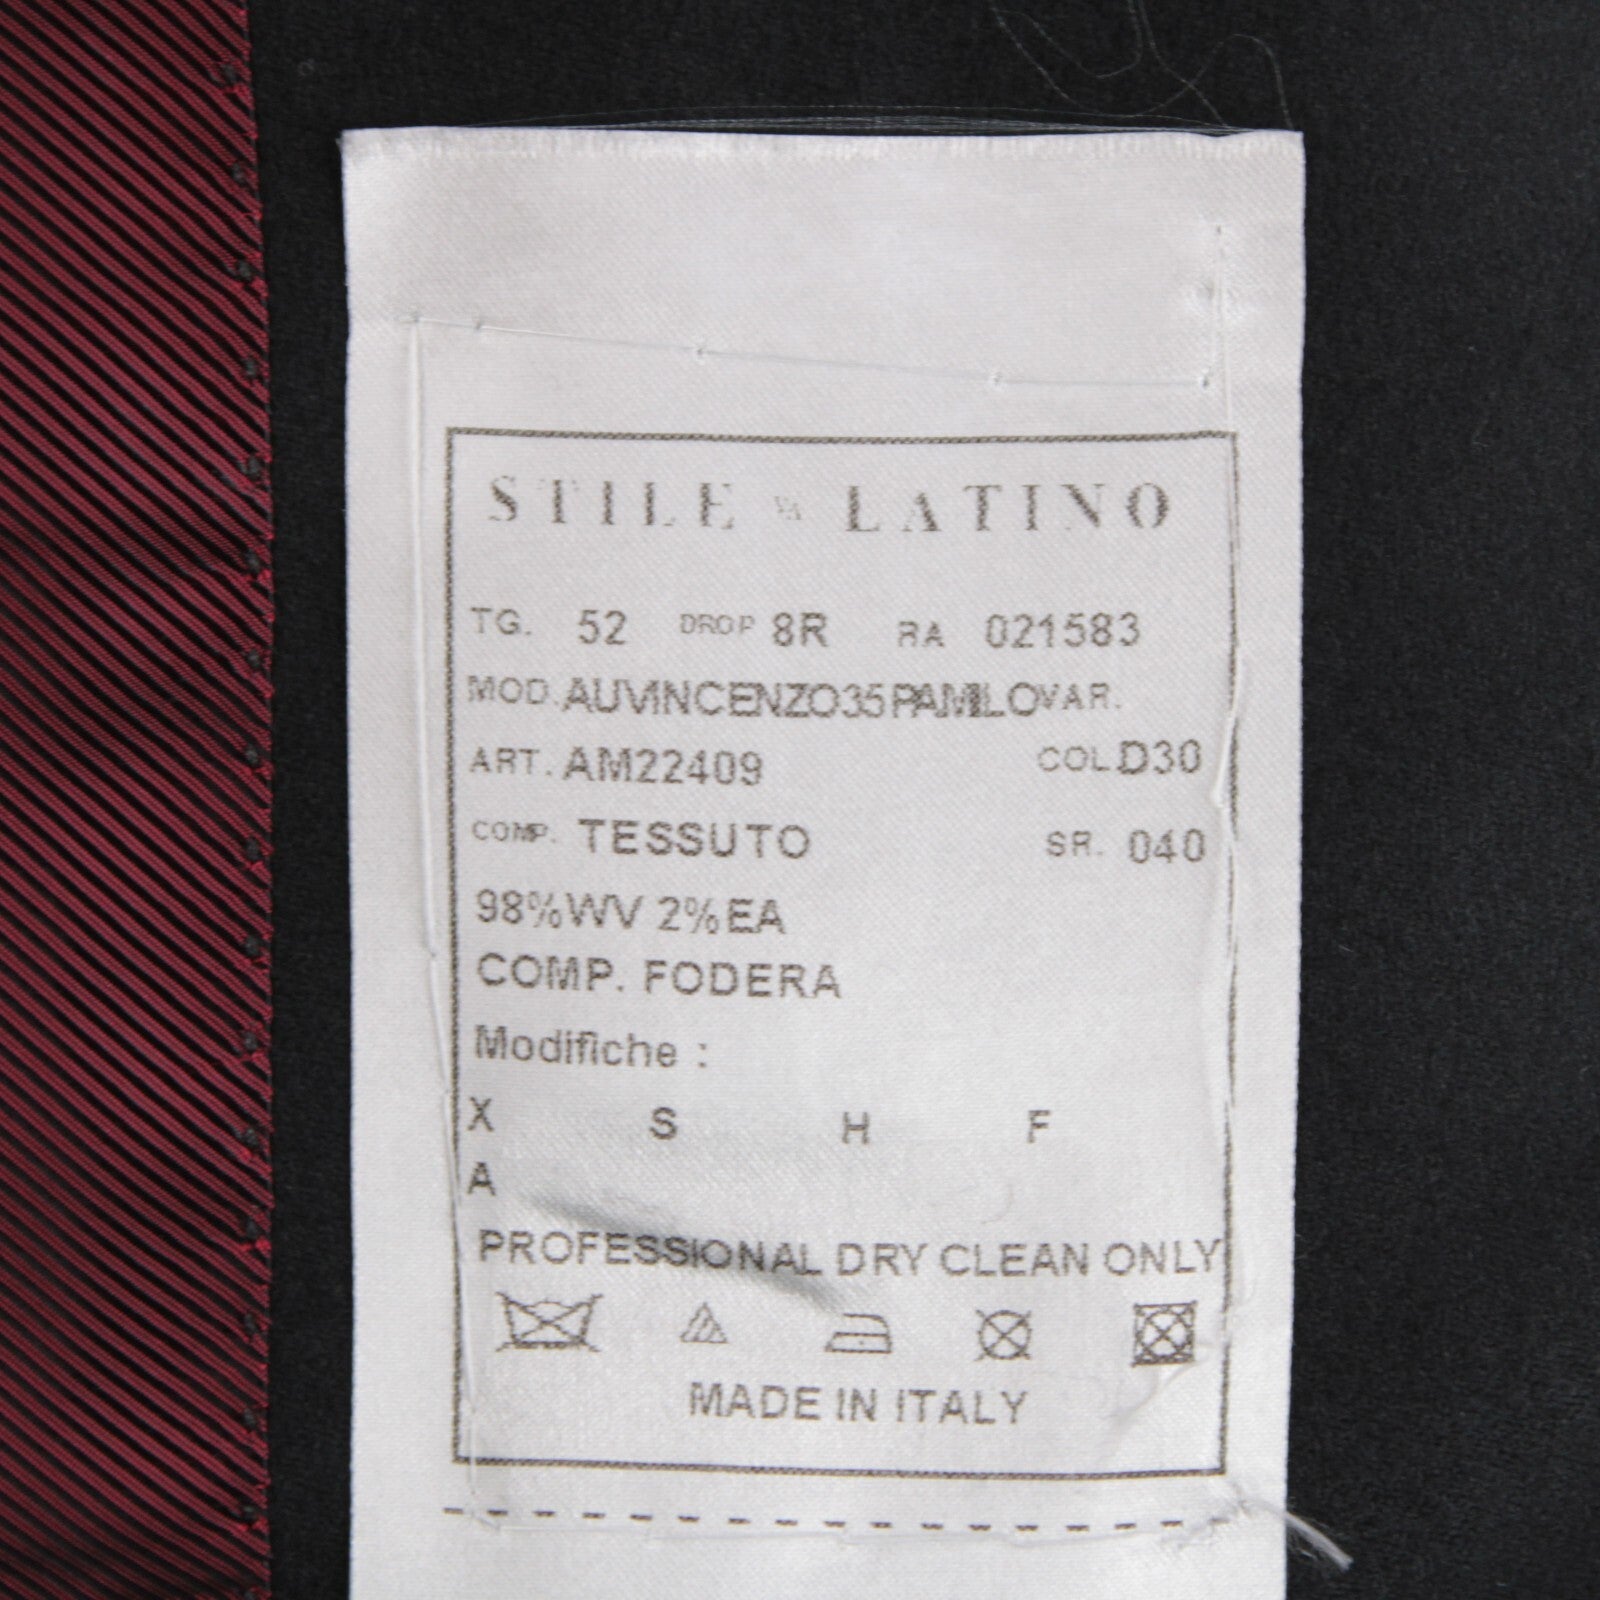 STILE LATINO
TG. 52 DROP 8R RA 021583
MOD. AUVINCENZO35PAMILO VAR.
ART. AM22409 COL. D30
COMP. TESSUTO SR. 040
98%WV 2%EA
COMP. FODERA
Modifiche :
X S H F
A
PROFESSIONAL DRY CLEAN ONLY
MADE IN ITALY